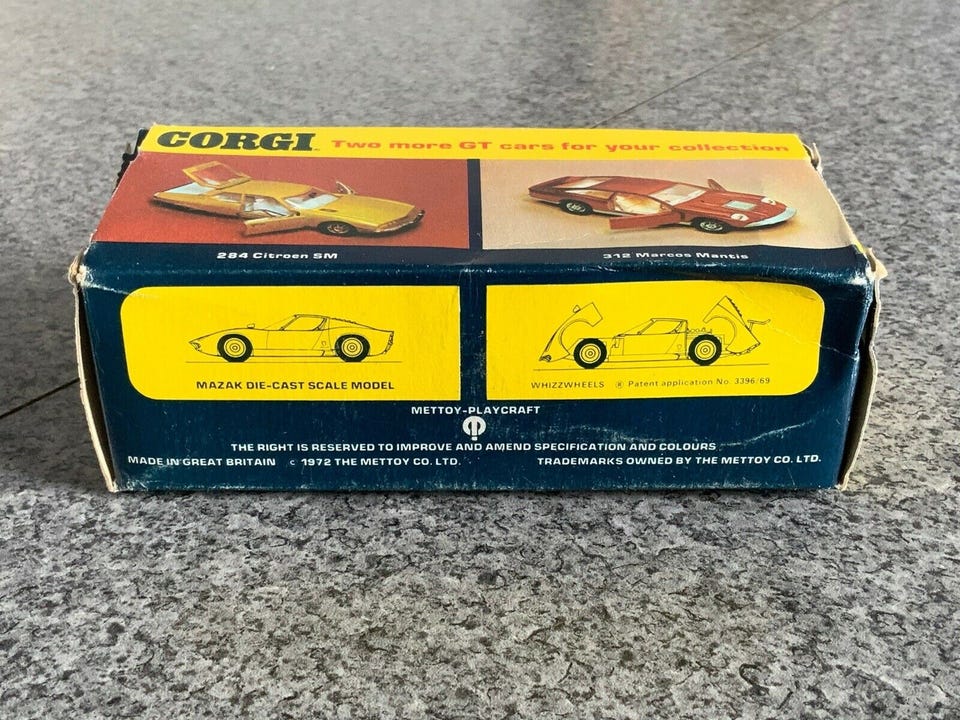 CORGI Two more GT cars for your collection
284 Citroen SM
312 Marcos Mantis
MAZAK DIE-CAST SCALE MODEL
WHIZZWHEELS ® Patent application No. 3396/69
METTOY-PLAYCRAFT
THE RIGHT IS RESERVED TO IMPROVE AND AMEND SPECIFICATION AND COLOURS
MADE IN GREAT BRITAIN c 1972 THE METTOY CO. LTD.
TRADEMARKS OWNED BY THE METTOY CO. LTD.